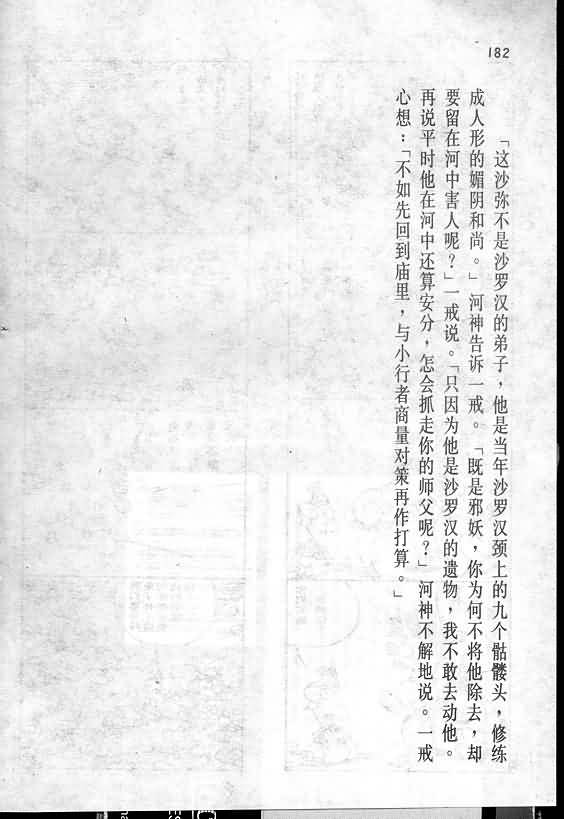 182
「这沙弥不是沙罗汉的弟子，他是当年沙罗汉颈上的九个骷髅头，修练
成人形的媚阴和尚。」河神告诉一戒。「既是邪妖，你为何不将他除去，却
要留在河中害人呢？」一戒说。「只因为他是沙罗汉的遗物，我不敢去动他。
再说平时他在河中还算安分，怎会抓走你的师父呢？」河神不解地说。一戒
心想：「不如先回到庙里，与小行者商量对策再作打算。」